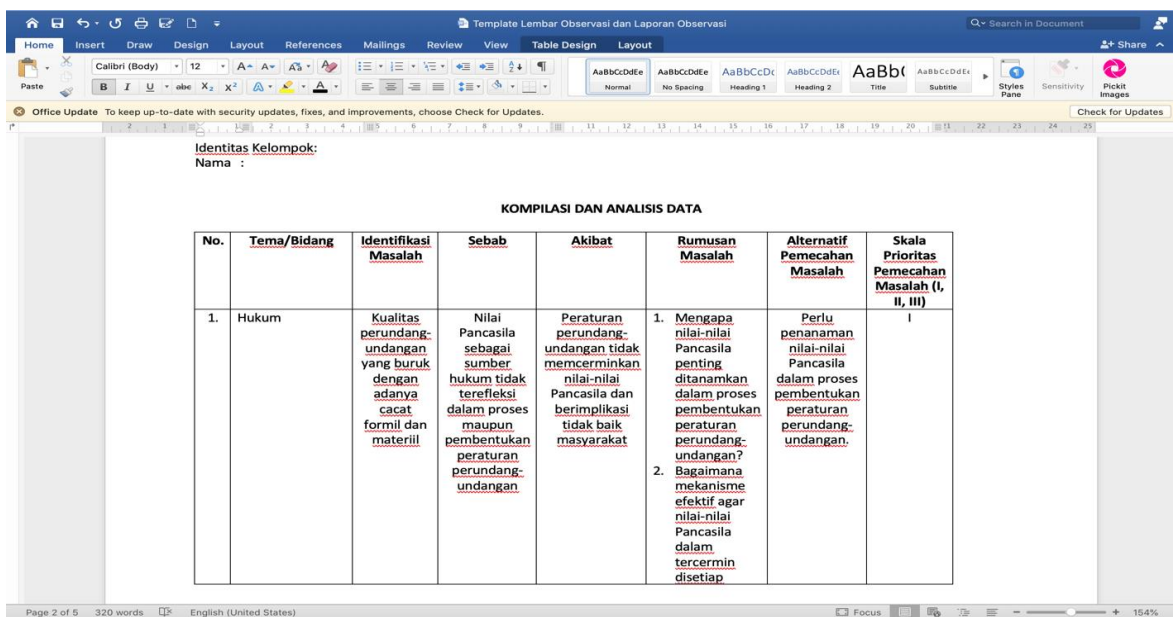 Template Lembar Observasi dan Laporan Observasi
Search in Document
Home Insert Draw Design Layout References Mailings Review View Table Design Layout
Share
Paste
Calibri (Body) 12
AaBbCcDdEe Normal
AaBbCcDdEe No Spacing
AaBbCcDc Heading 1
AaBbCcDdEe Heading 2
AaBb( Title
AaBbCcDdEe Subtitle
Styles Pane
Sensitivity
Pickit Images
Office Update To keep up-to-date with security updates, fixes, and improvements, choose Check for Updates.
Check for Updates
Identitas Kelompok:
Nama :
KOMPILASI DAN ANALISIS DATA
No.
Tema/Bidang
Identifikasi
Masalah
Sebab
Akibat
Rumusan
Masalah
Alternatif
Pemecahan
Masalah
Skala
Prioritas
Pemecahan
Masalah (I,
II, III)
1.
Hukum
Kualitas
perundang-
undangan
yang buruk
dengan
adanya
cacat
formil dan
materiil
Nilai
Pancasila
sebagai
sumber
hukum tidak
terefleksi
dalam proses
maupun
pembentukan
peraturan
perundang-
undangan
Peraturan
perundang-
undangan tidak
memcerminkan
nilai-nilai
Pancasila dan
berimplikasi
tidak baik
masyarakat
1. Mengapa
nilai-nilai
Pancasila
penting
ditanamkan
dalam proses
pembentukan
peraturan
perundang-
undangan?
2. Bagaimana
mekanisme
efektif agar
nilai-nilai
Pancasila
dalam
tercermin
disetiap
Perlu
penanaman
nilai-nilai
Pancasila
dalam proses
pembentukan
peraturan
perundang-
undangan.
I
Page 2 of 5 320 words English (United States)
Focus
154%